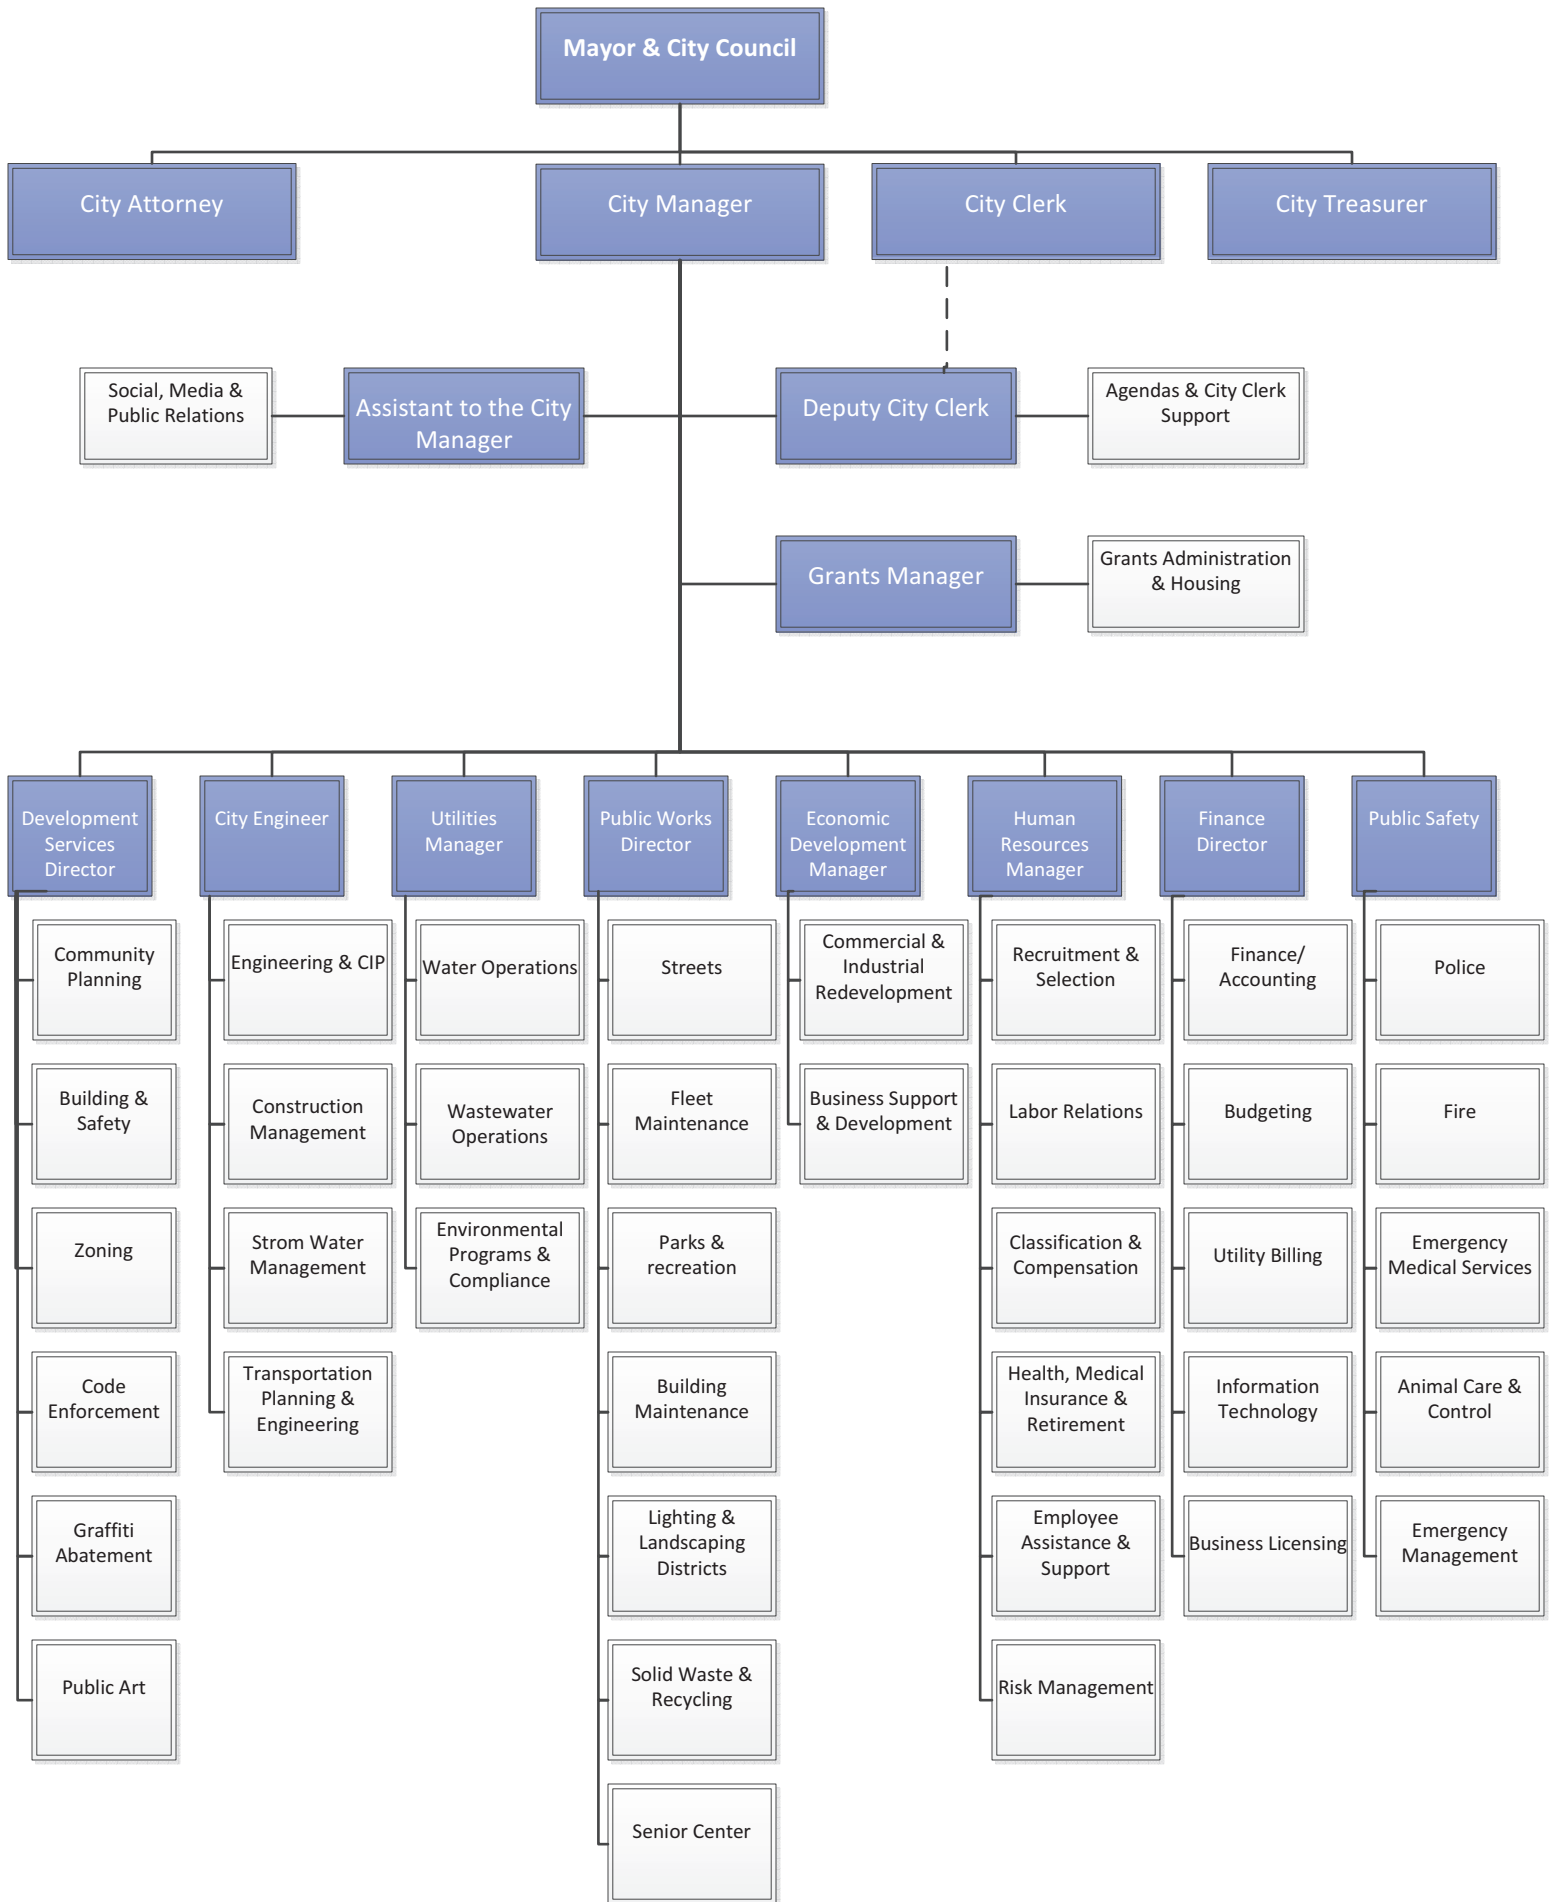 Mayor & City Council
City Attorney
City Manager
City Clerk
City Treasurer
Social, Media &
Public Relations
Assistant to the City
Manager
Deputy City Clerk
Agendas & City Clerk
Support
Grants Manager
Grants Administration
& Housing
Development
Services
Director
City Engineer
Utilities
Manager
Public Works
Director
Economic
Development
Manager
Human
Resources
Manager
Finance
Director
Public Safety
Community
Planning
Engineering & CIP
Water Operations
Streets
Commercial &
Industrial
Redevelopment
Recruitment &
Selection
Finance/
Accounting
Police
Building &
Safety
Construction
Management
Wastewater
Operations
Fleet
Maintenance
Business Support
& Development
Labor Relations
Budgeting
Fire
Zoning
Strom Water
Management
Environmental
Programs &
Compliance
Parks &
recreation
Classification &
Compensation
Utility Billing
Emergency
Medical Services
Code
Enforcement
Transportation
Planning &
Engineering
Building
Maintenance
Health, Medical
Insurance &
Retirement
Information
Technology
Animal Care &
Control
Graffiti
Abatement
Lighting &
Landscaping
Districts
Employee
Assistance &
Support
Business Licensing
Emergency
Management
Public Art
Solid Waste &
Recycling
Risk Management
Senior Center